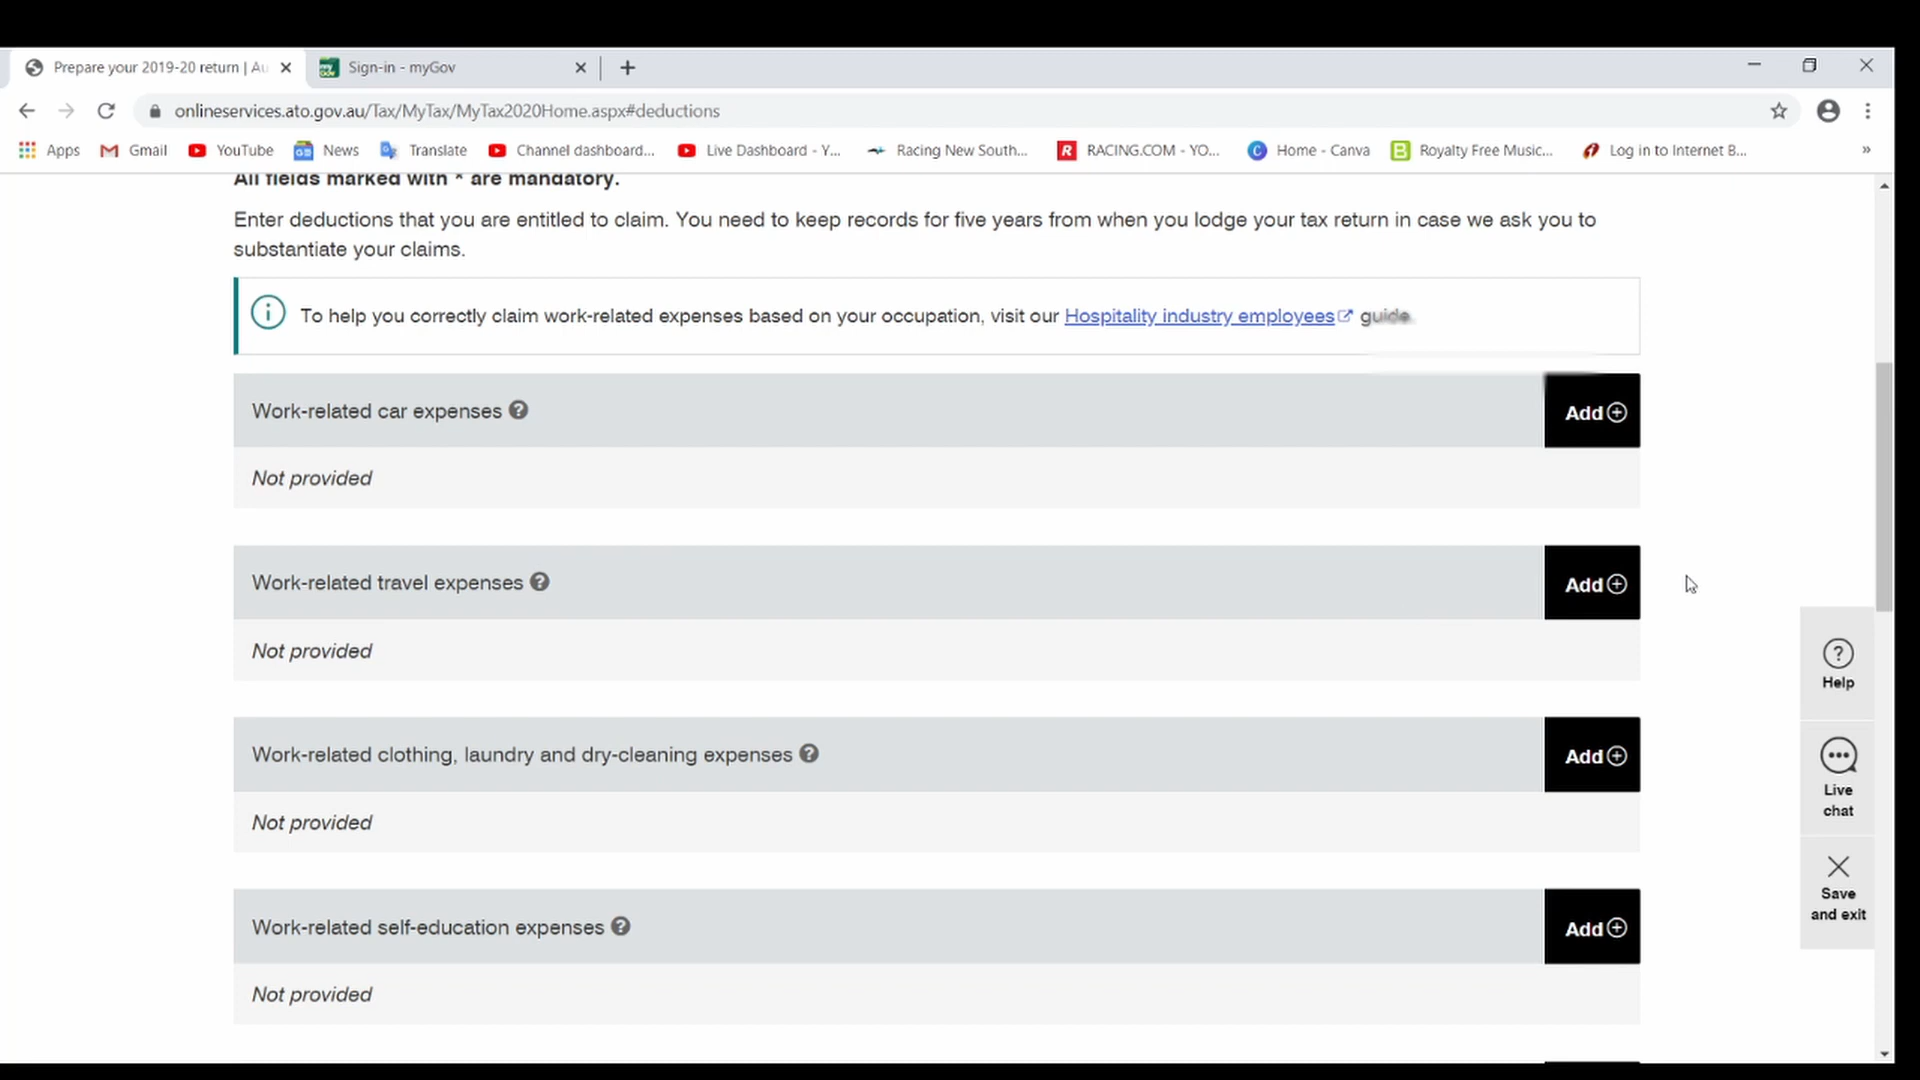 Prepare your 2019-20 return | Au
Sign-in - myGov
onlineservices.ato.gov.au/Tax/MyTax/MyTax2020Home.aspx#deductions
Apps Gmail YouTube News Translate Channel dashboard... Live Dashboard - Y... Racing New South... RACING.COM - YO... Home - Canva Royalty Free Music... Log in to Internet B... »
All fields marked with * are mandatory.
Enter deductions that you are entitled to claim. You need to keep records for five years from when you lodge your tax return in case we ask you to
substantiate your claims.
To help you correctly claim work-related expenses based on your occupation, visit our Hospitality industry employees guide.
Work-related car expenses ? Add
Not provided
Work-related travel expenses ? Add
Not provided
Work-related clothing, laundry and dry-cleaning expenses ? Add
Not provided
Work-related self-education expenses ? Add
Not provided
? Help
Live
chat
Save
and exit